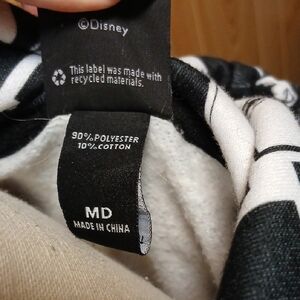 ©Disney
This label was made with
recycled materials.
90% POLYESTER
10% COTTON
MD
MADE IN CHINA